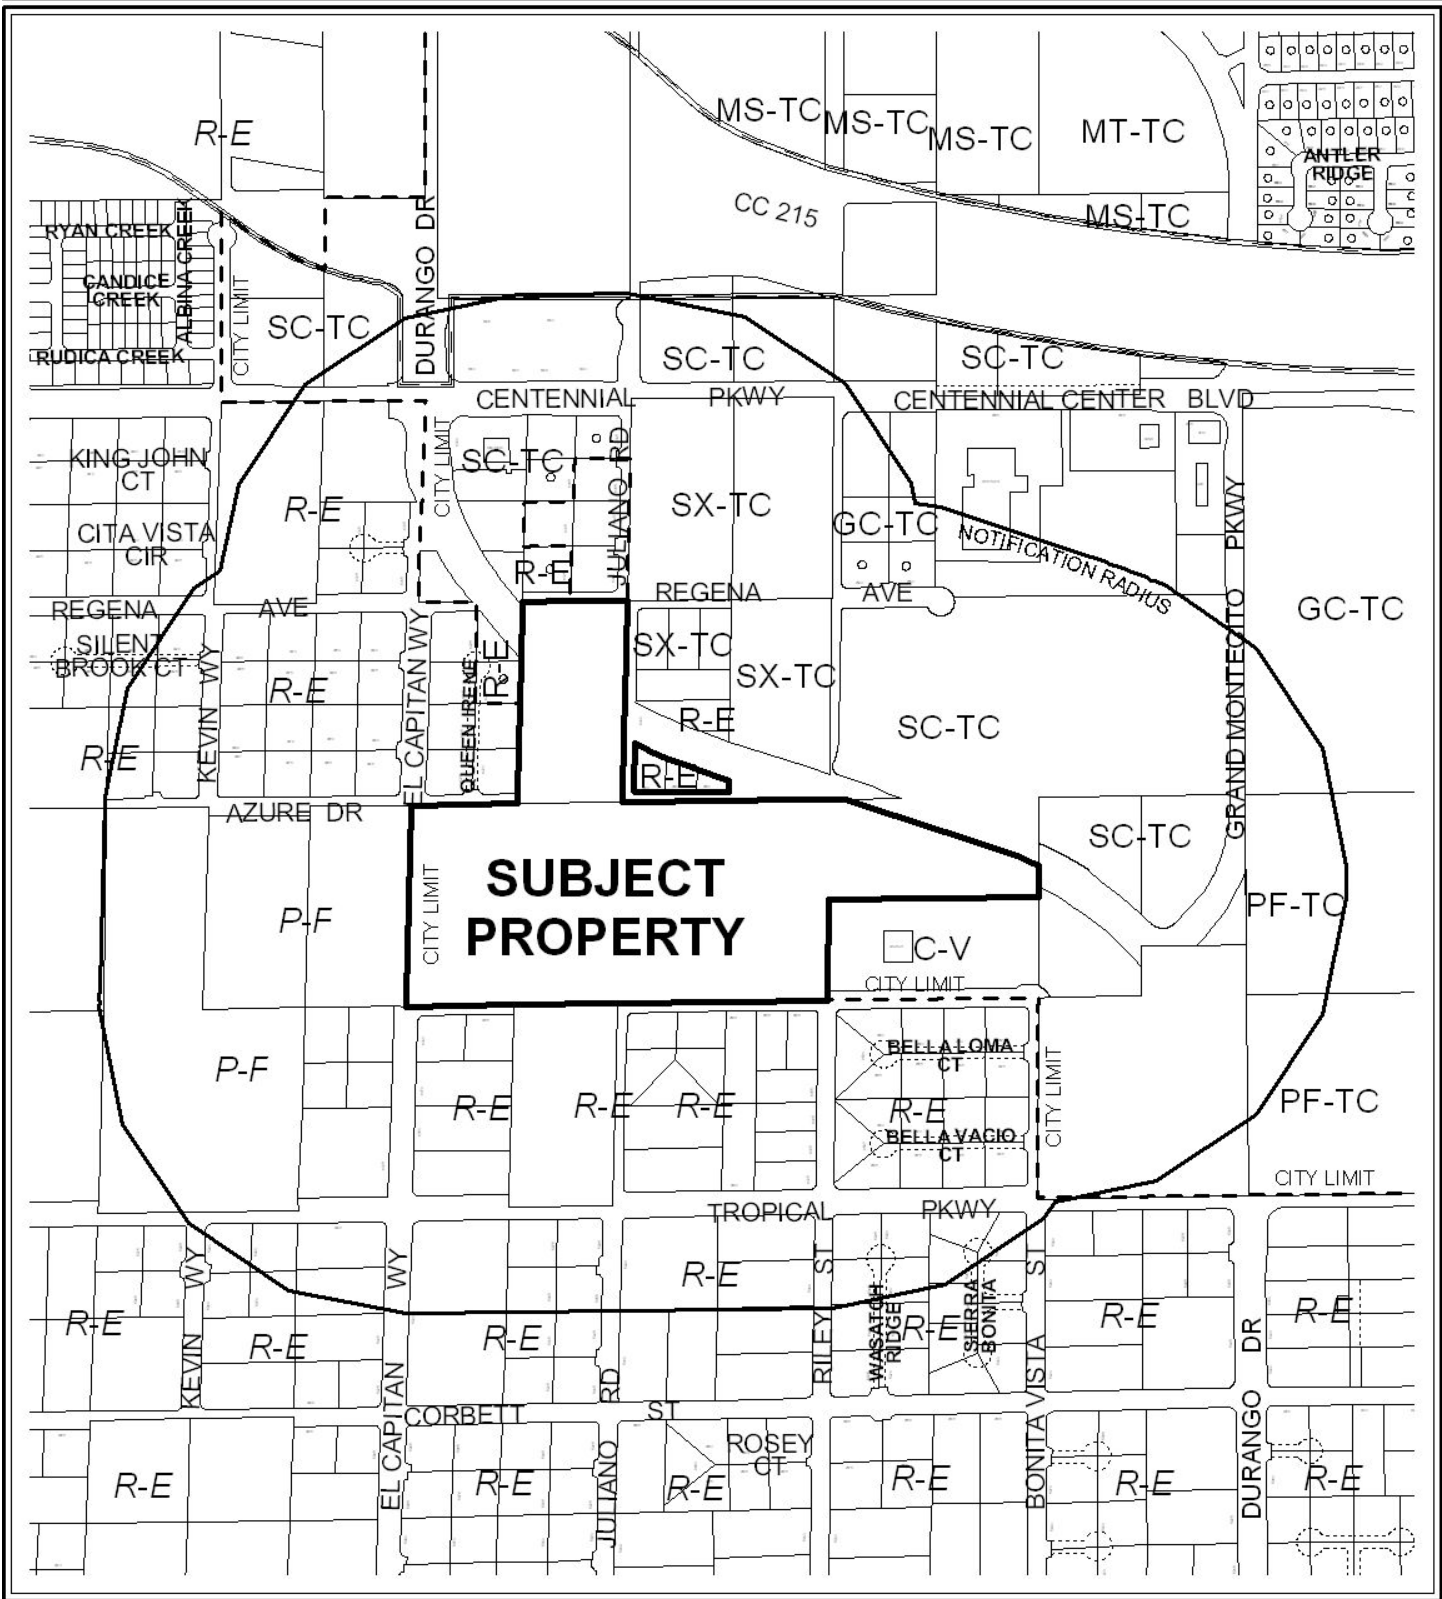 MS-TC
MS-TC
MS-TC
MT-TC
R-E
ANTLER
RIDGE
CC 215
MS-TC
RYAN CREEK
ALBINA CREEK
CANDICE
CREEK
CITY LIMIT
DURANGO DR
SC-TC
RUDICA CREEK
SC-TC
SC-TC
CENTENNIAL PKWY
CENTENNIAL CENTER BLVD
KING JOHN
CT
CITY LIMIT
SC-TC
JULIANO RD
R-E
SX-TC
GC-TC
NOTIFICATION RADIUS
GRAND MONTECITO PKWY
CITA VISTA
CIR
R-E
REGENA AVE
REGENA AVE
GC-TC
SILENT
BROOK CT
KEVIN WY
EL CAPITAN WY
QUEEN IRENE
R-E
SX-TC
SX-TC
R-E
R-E
SC-TC
R-E
R-E
AZURE DR
SC-TC
SUBJECT
PROPERTY
CITY LIMIT
P-F
PF-TC
C-V
CITY LIMIT
P-F
BELLA LOMA
CT
CITY LIMIT
R-E
R-E
R-E
R-E
PF-TC
BELLA VACIO
CT
CITY LIMIT
TROPICAL PKWY
KEVIN WY
EL CAPITAN WY
R-E
RILEY ST
WASATCH
RIDGE
SIERRA
BONITA
BONITA VISTA ST
R-E
R-E
R-E
R-E
R-E
R-E
DURANGO DR
JULIANO RD
CORBETT ST
ROSEY
CT
R-E
R-E
R-E
R-E
R-E
R-E